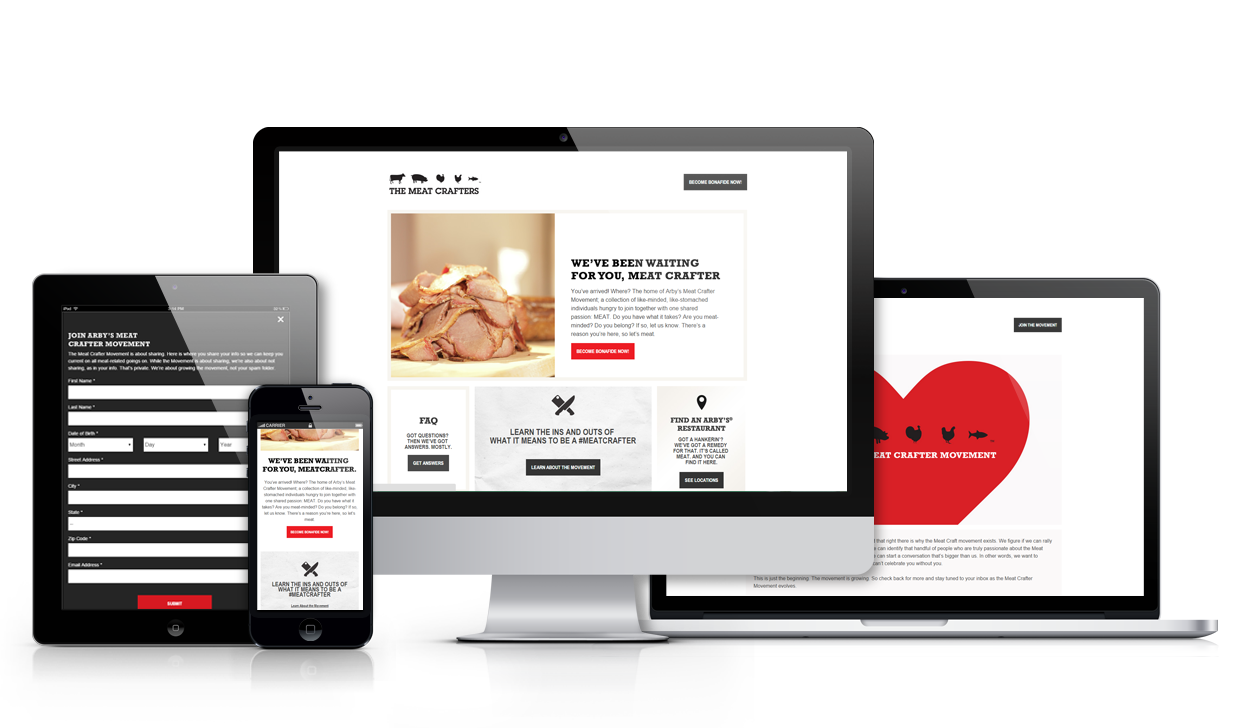 THE MEAT CRAFTERS
BECOME BONAFIDE NOW!
WE'VE BEEN WAITING
FOR YOU, MEAT CRAFTER
You've arrived! Where? The home of Arby's Meat Crafter
Movement; a collection of like-minded, like-stomached
individuals hungry to join together with one shared
passion: MEAT. Do you have what it takes? Are you meat-
minded? Do you belong? If so, let us know. There's a
reason you're here, so let's meat.
BECOME BONAFIDE NOW!
FAQ
GOT QUESTIONS?
THEN WE'VE GOT
ANSWERS. MOSTLY.
GET ANSWERS
LEARN THE INS AND OUTS OF
WHAT IT MEANS TO BE A #MEATCRAFTER
LEARN ABOUT THE MOVEMENT
FIND AN ARBY'S®
RESTAURANT
GOT A HANKERIN'?
WE'VE GOT A REMEDY
FOR THAT. IT'S CALLED
MEAT. AND YOU CAN
FIND IT HERE.
SEE LOCATIONS
iPad
PM
JOIN ARBY'S MEAT
CRAFTER MOVEMENT
The Meat Crafter Movement is about sharing. Here is where you share your info so we can keep you
current on all meat-related goings on. While the Movement is about sharing, we're also about not
sharing, as in your info. That's private. We're about growing the movement, not your spam folder.
First Name *
Last Name *
Date of Birth *
Month Day Year
Street Address *
City *
State *
--
Zip Code *
Email Address *
SUBMIT
CARRIER
WE'VE BEEN WAITING
FOR YOU, MEATCRAFTER.
You've arrived! Where? The home of Arby's Meat
Crafter Movement; a collection of like-minded, like-
stomached individuals hungry to join together with
one shared passion: MEAT. Do you have what it
takes? Are you meat-minded? Do you belong? If so,
let us know. There's a reason you're here, so let's
meat.
BECOME BONAFIDE NOW!
LEARN THE INS AND OUTS OF
WHAT IT MEANS TO BE A
#MEATCRAFTER
Learn About the Movement
JOIN THE MOVEMENT
EAT CRAFTER MOVEMENT
that right there is why the Meat Craft movement exists. We figure if we can rally
can identify that handful of people who are truly passionate about the Meat
can start a conversation that's bigger than us. In other words, we want to
can't celebrate you without you.
This is just the beginning. The movement is growing. So check back for more and stay tuned to your inbox as the Meat Crafter
Movement evolves.